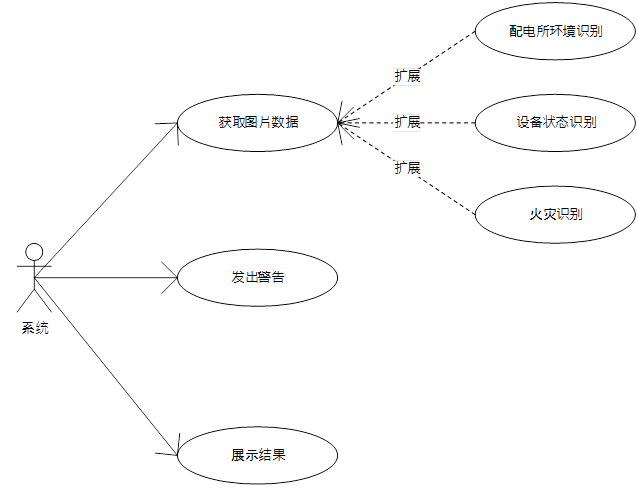 配电所环境识别
扩展
获取图片数据
扩展
设备状态识别
扩展
火灾识别
发出警告
系统
展示结果